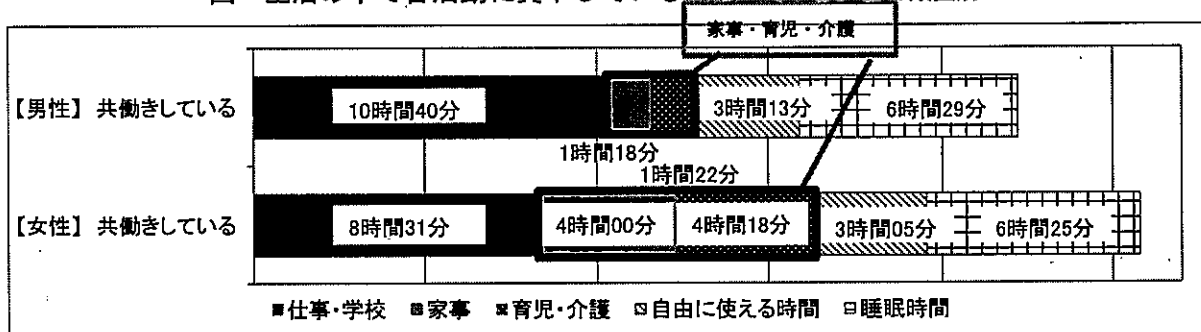 家事・育児・介護
【男性】共働きしている
10時間40分
3時間13分
6時間29分
1時間18分
1時間22分
【女性】共働きしている
8時間31分
4時間00分
4時間18分
3時間05分
6時間25分
■仕事・学校 ■家事 ■育児・介護 □自由に使える時間 □睡眠時間